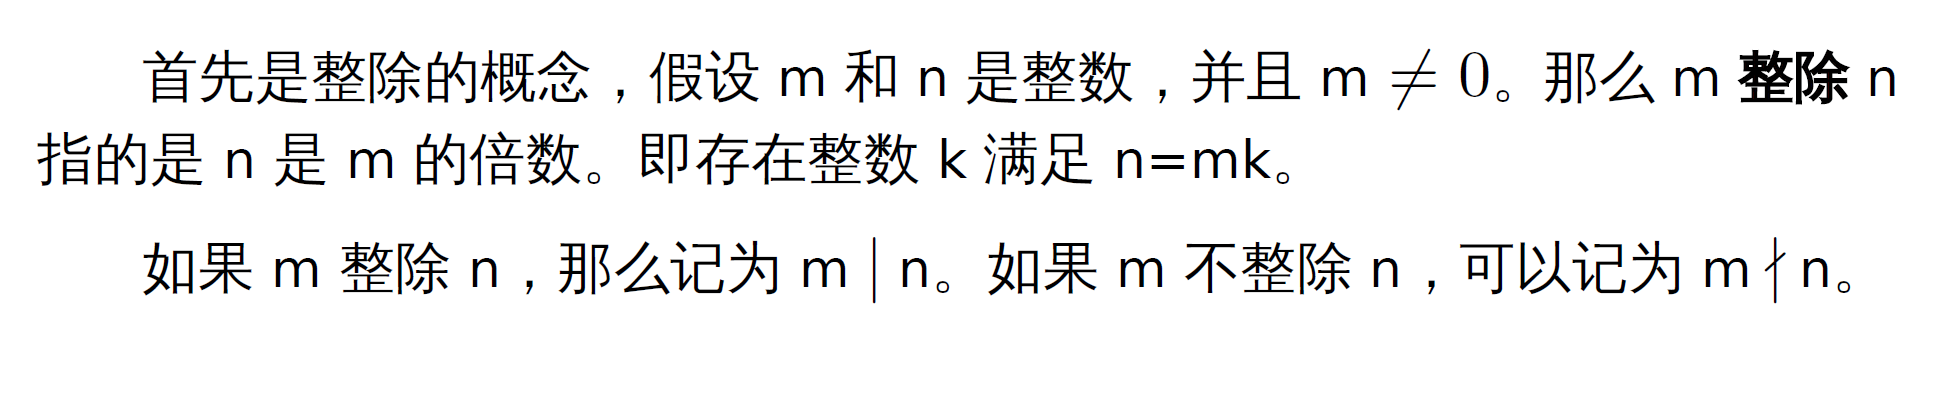 首先是整除的概念，假设 m 和 n 是整数，并且 m ≠ 0。那么 m 整除 n
指的是 n 是 m 的倍数。即存在整数 k 满足 n=mk。
如果 m 整除 n，那么记为 m ∣ n。如果 m 不整除 n，可以记为 m ∤ n。